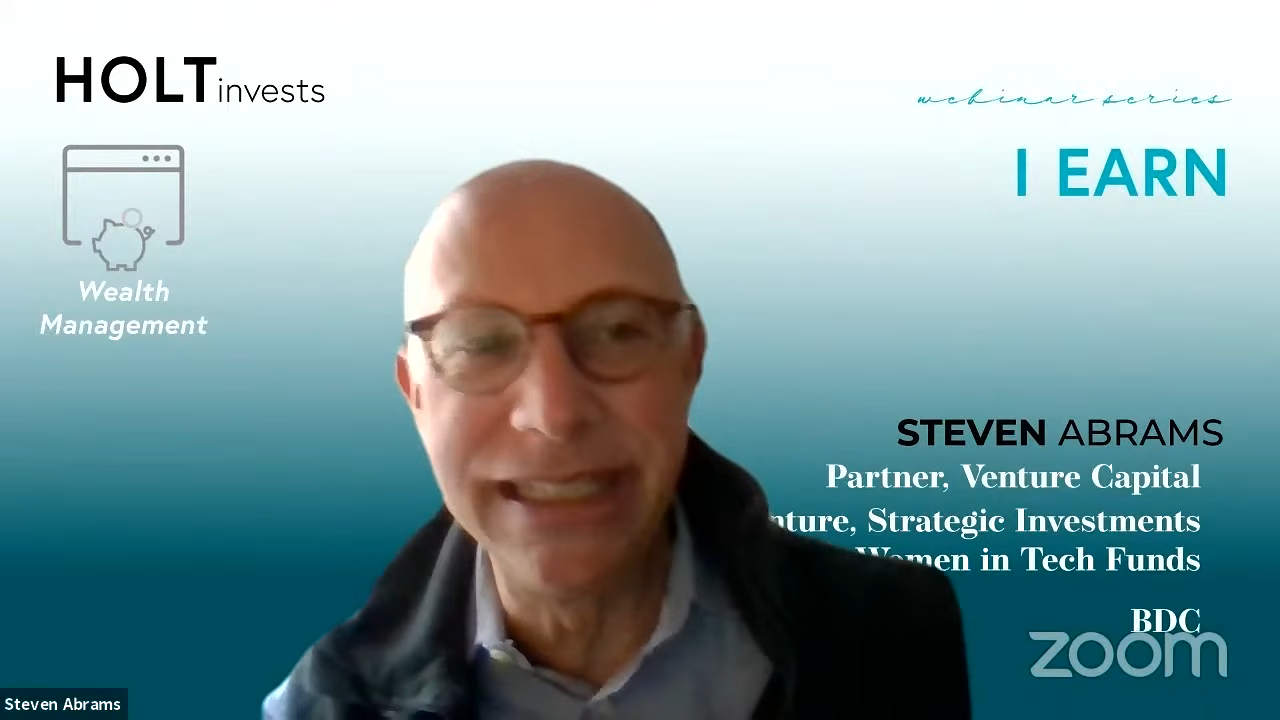 HOLTinvests
webinar series
I EARN
Wealth
Management
STEVEN ABRAMS
Partner, Venture Capital
nture, Strategic Investments
Women in Tech Funds
BDC
zoom
Steven Abrams